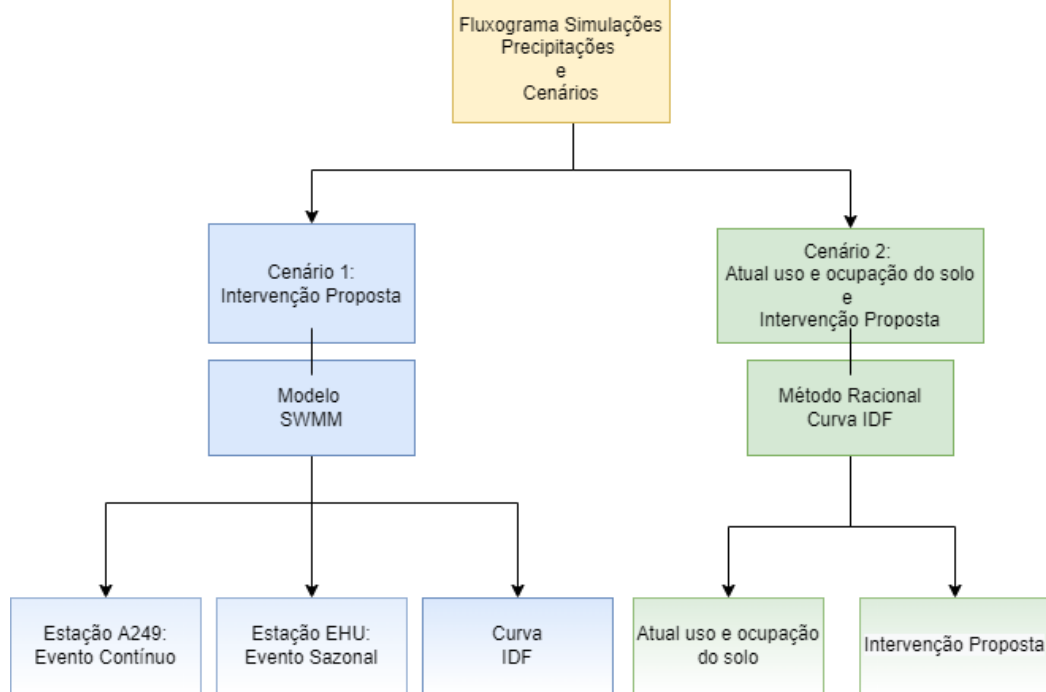 Fluxograma Simulações
Precipitações
e
Cenários
Cenário 1:
Intervenção Proposta
Cenário 2:
Atual uso e ocupação do solo
e
Intervenção Proposta
Modelo
SWMM
Método Racional
Curva IDF
Estação A249:
Evento Contínuo
Estação EHU:
Evento Sazonal
Curva
IDF
Atual uso e ocupação
do solo
Intervenção Proposta